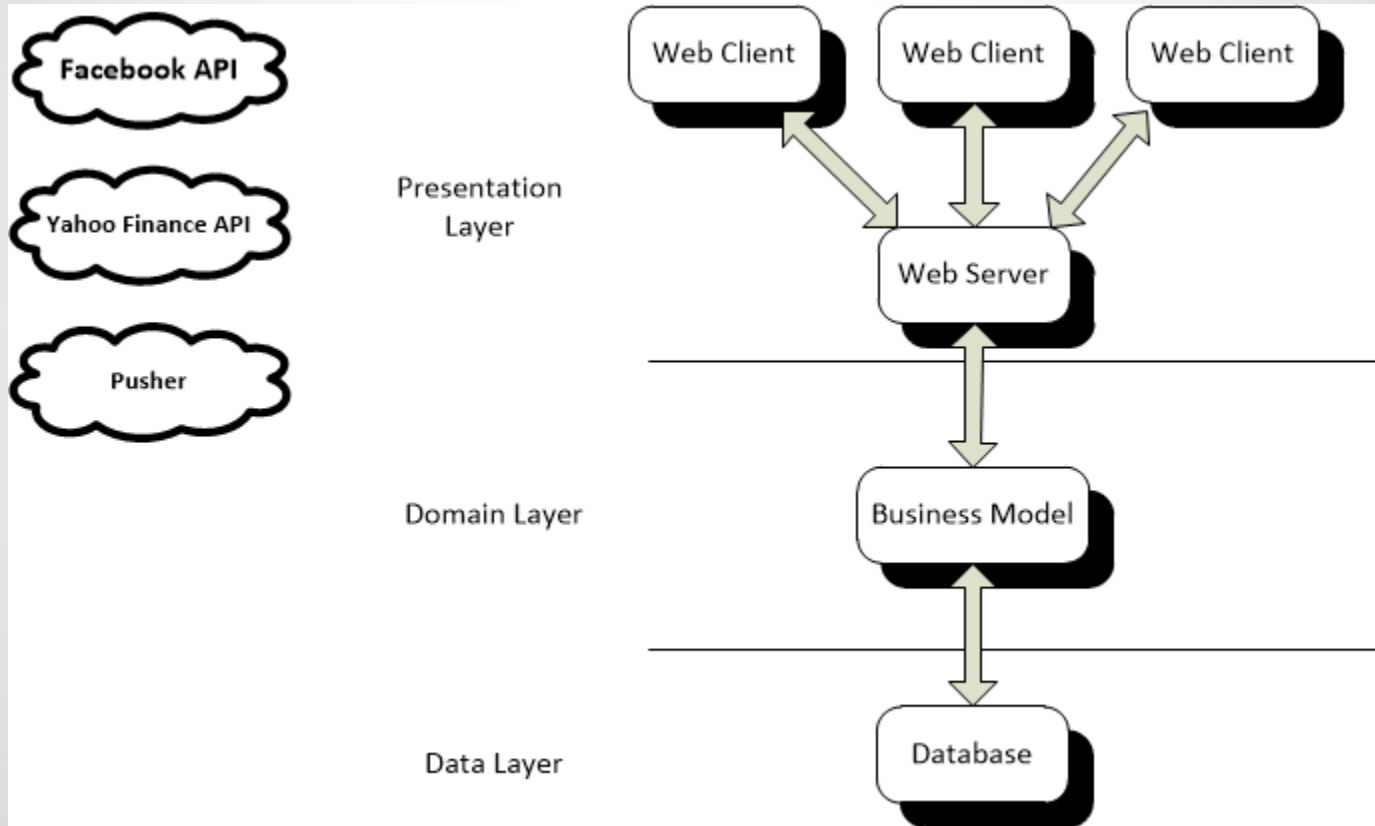 Facebook API
Yahoo Finance API
Pusher
Web Client
Web Client
Web Client
Presentation
Layer
Web Server
Domain Layer
Business Model
Data Layer
Database